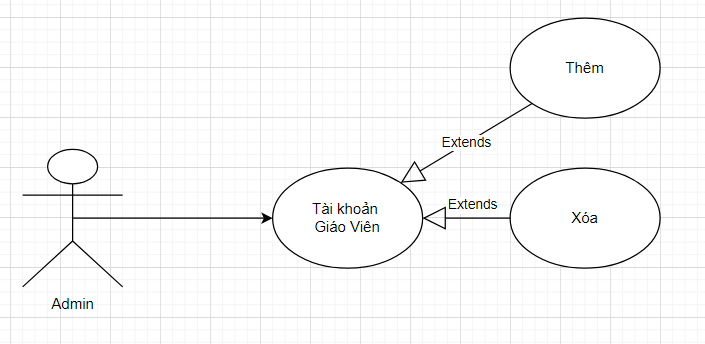 Thêm
Extends
Extends
Tài khoản
Giáo Viên
Xóa
Admin